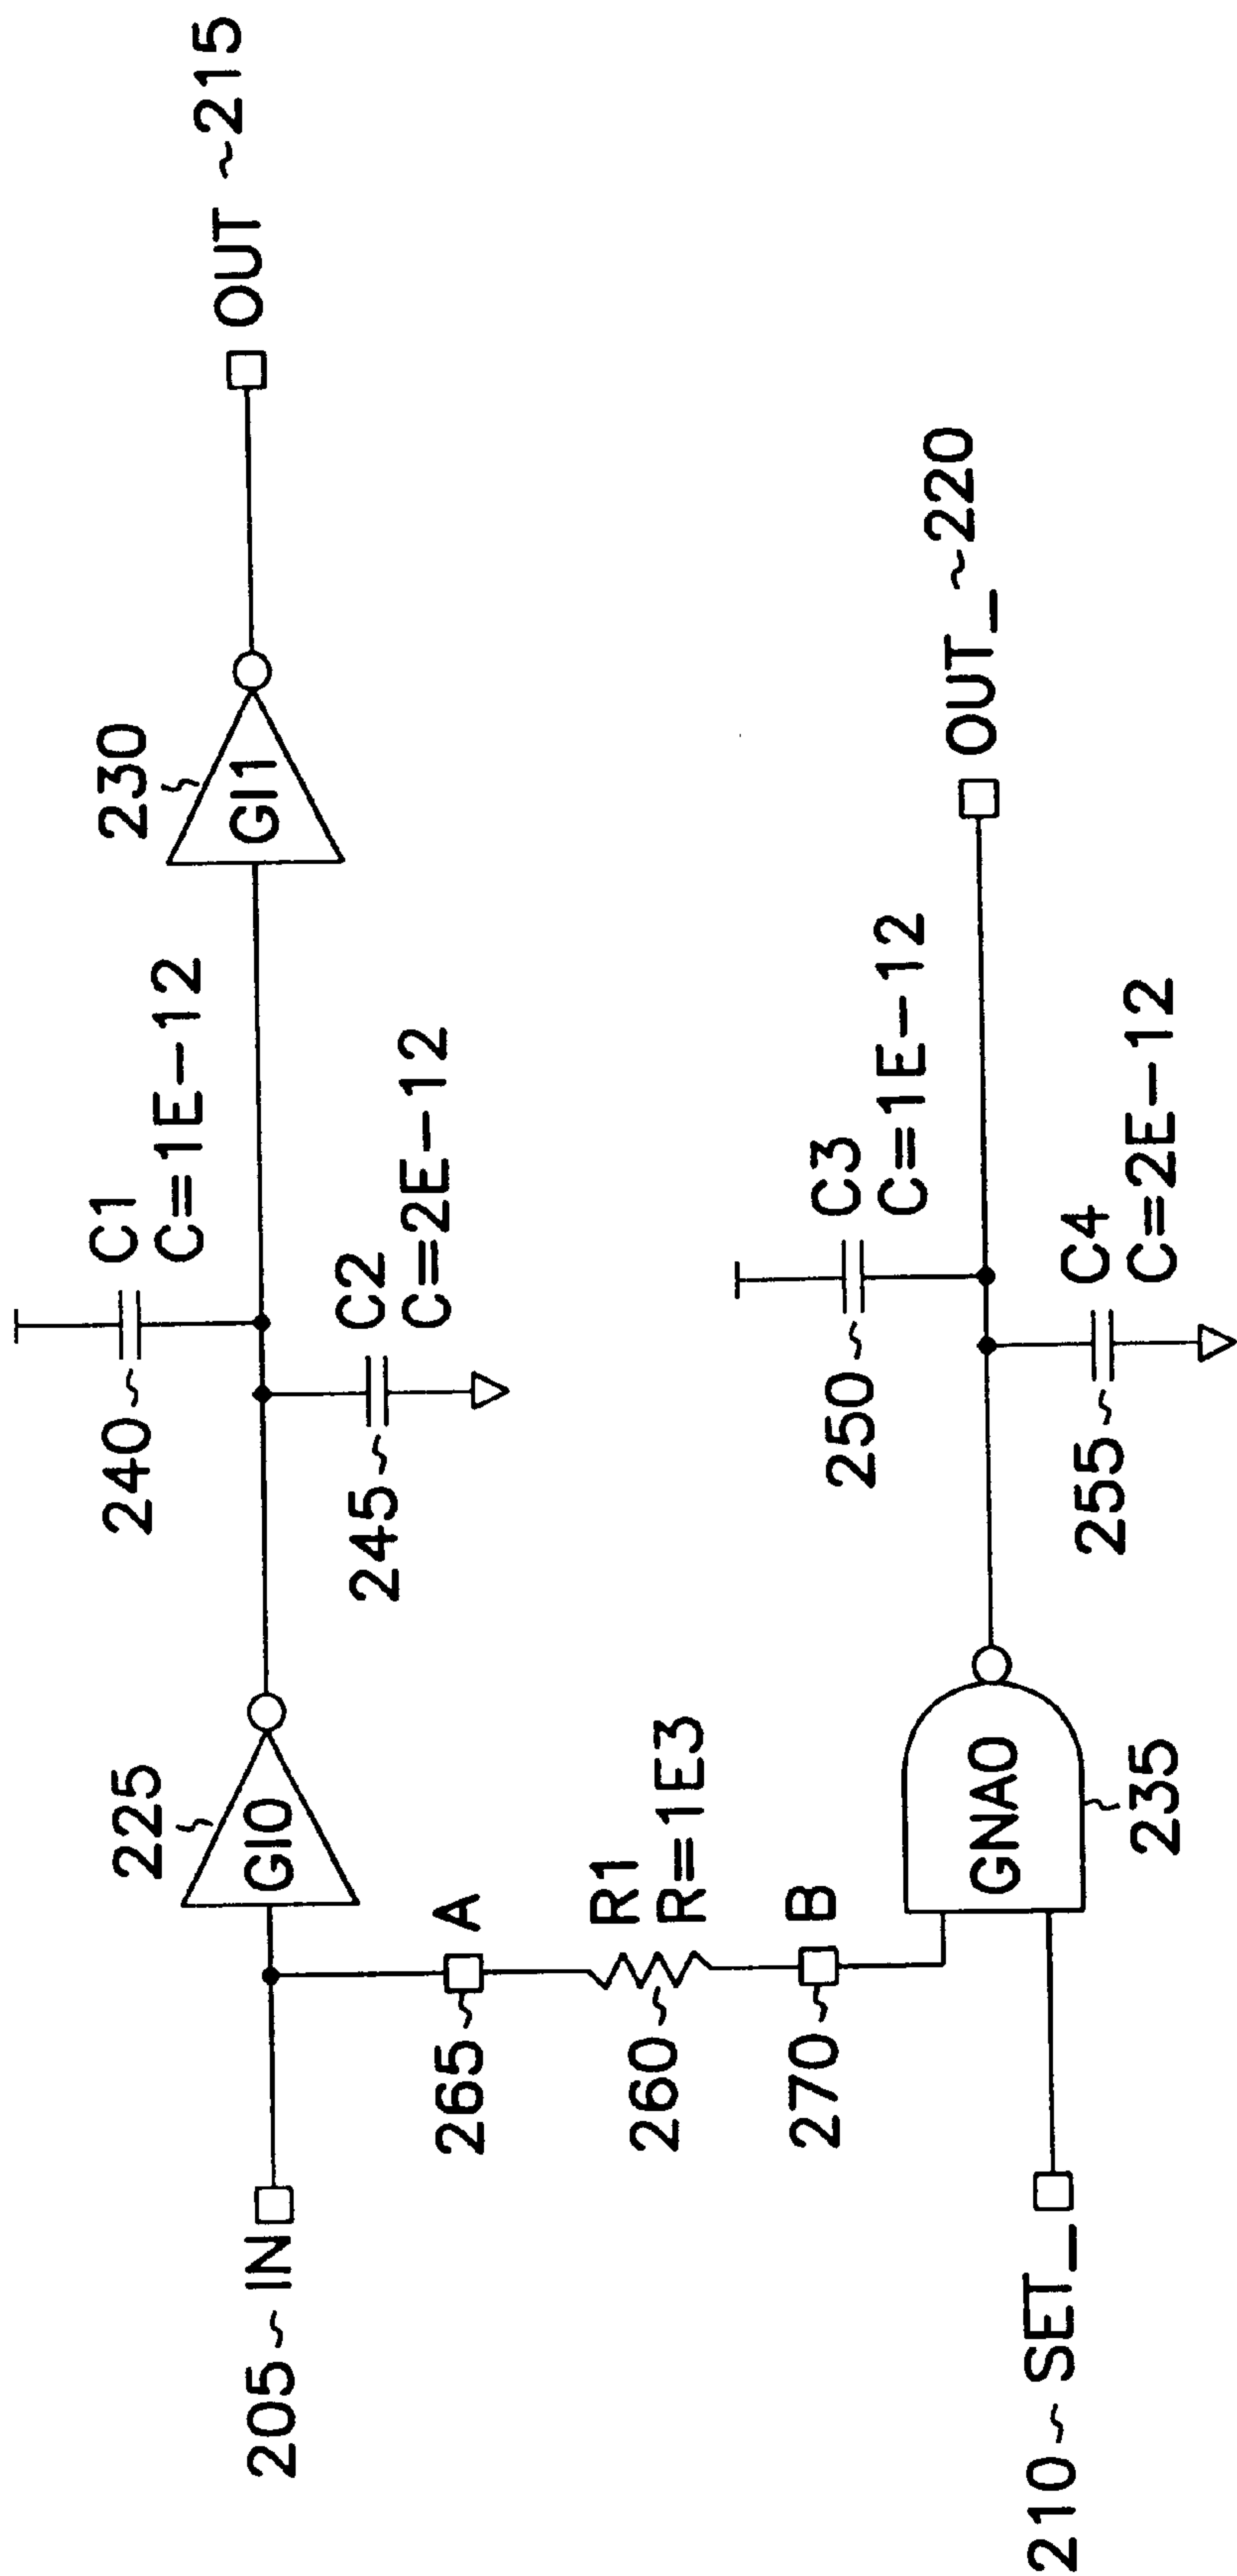 240~ C1
C=1E-12
230
GI1
OUT ~215
225
GI0
245~ C2
C=2E-12
205~ IN
265~ A
260~ R1
R=1E3
270~ B
250~ C3
C=1E-12
OUT_ ~220
GNA0
235
255~ C4
C=2E-12
210~ SET_